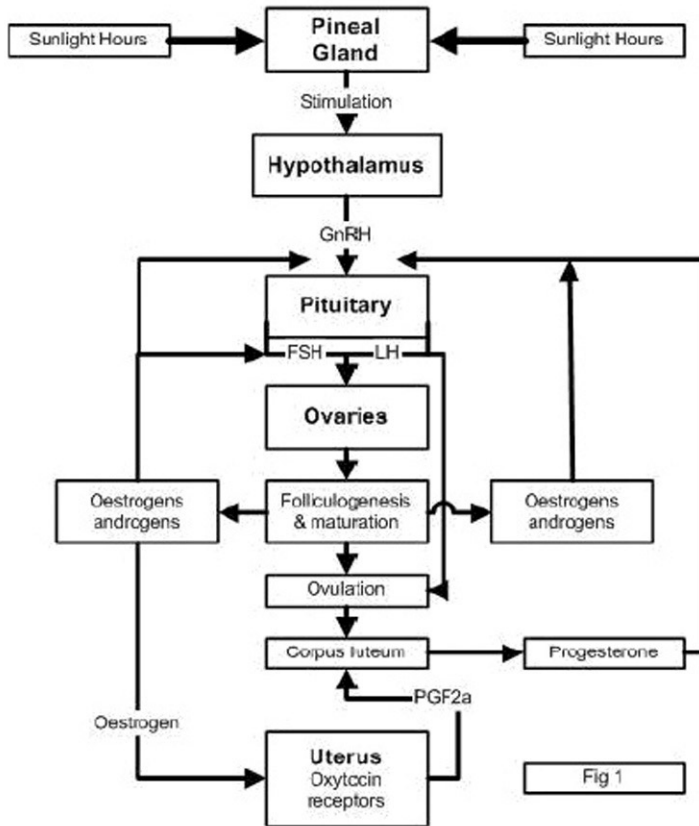 Sunlight Hours
Pineal
Gland
Sunlight Hours
Stimulation
Hypothalamus
GnRH
Pituitary
FSH
LH
Ovaries
Oestrogens
androgens
Folliculogenesis
& maturation
Oestrogens
androgens
Ovulation
Corpus luteum
Progesterone
PGF2a
Oestrogen
Uterus
Oxytocin
receptors
Fig 1